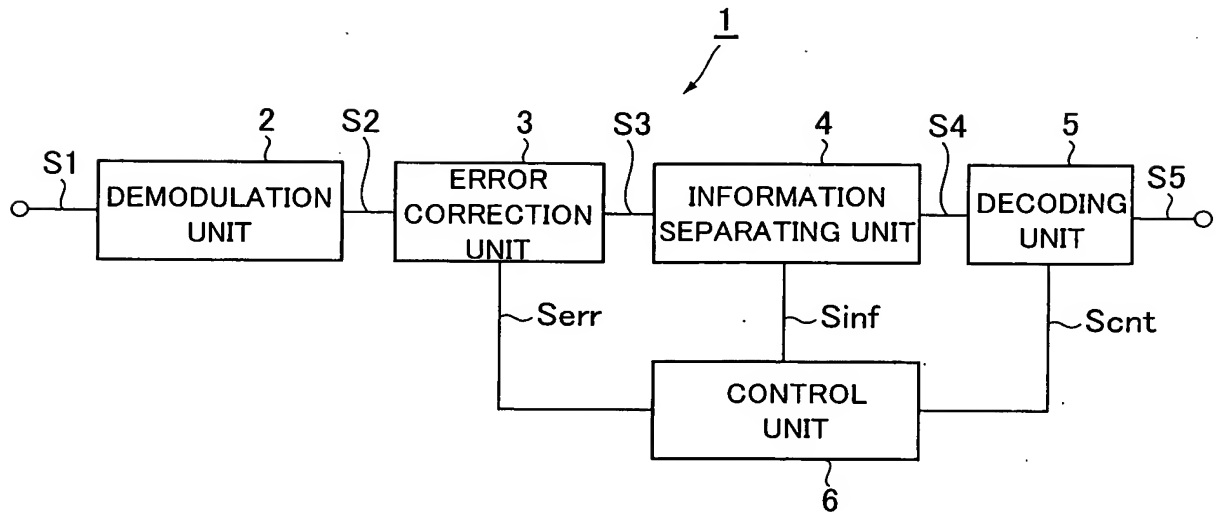 1
2
S2
3
S3
4
S4
5
S1
S5
DEMODULATION
UNIT
ERROR
CORRECTION
UNIT
INFORMATION
SEPARATING UNIT
DECODING
UNIT
Serr
Sinf
Scnt
CONTROL
UNIT
6